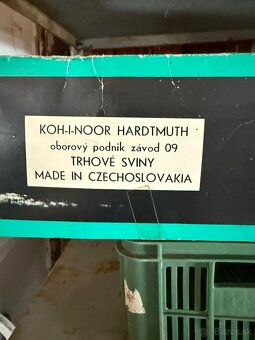 KOH-I-NOOR HARDTMUTH
oborový podnik závod 09
TRHOVÉ SVINY
MADE IN CZECHOSLOVAKIA